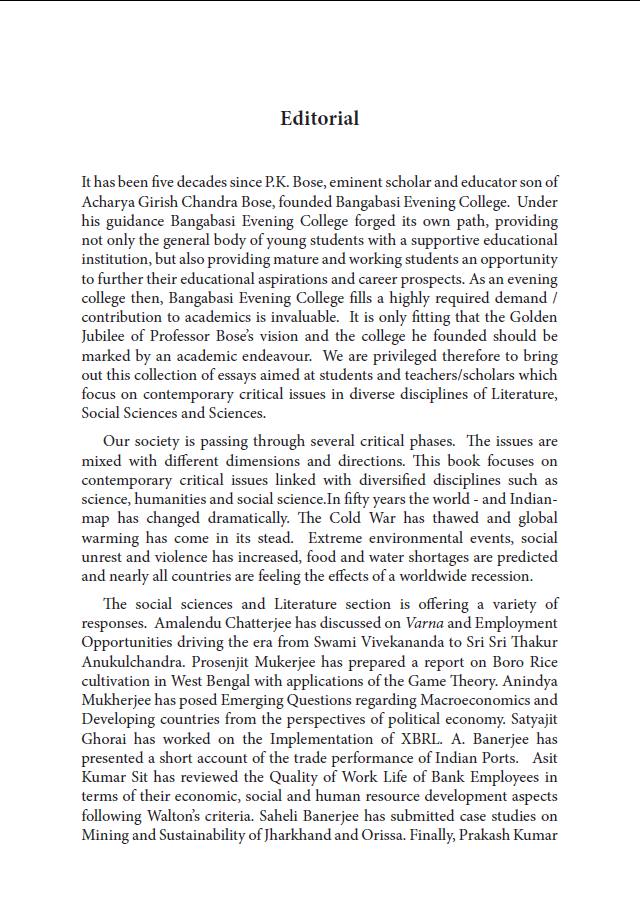 Editorial
It has been five decades since P.K. Bose, eminent scholar and educator son of
Acharya Girish Chandra Bose, founded Bangabasi Evening College.  Under
his guidance Bangabasi Evening College forged its own path, providing
not only the general body of young students with a supportive educational
institution, but also providing mature and working students an opportunity
to further their educational aspirations and career prospects. As an evening
college then, Bangabasi Evening College fills a highly required demand /
contribution to academics is invaluable.  It is only fitting that the Golden
Jubilee of Professor Bose's vision and the college he founded should be
marked by an academic endeavour.  We are privileged therefore to bring
out this collection of essays aimed at students and teachers/scholars which
focus on contemporary critical issues in diverse disciplines of Literature,
Social Sciences and Sciences.
Our society is passing through several critical phases.  The issues are
mixed with different dimensions and directions. This book focuses on
contemporary critical issues linked with diversified disciplines such as
science, humanities and social science.In fifty years the world - and Indian-
map has changed dramatically. The Cold War has thawed and global
warming has come in its stead.  Extreme environmental events, social
unrest and violence has increased, food and water shortages are predicted
and nearly all countries are feeling the effects of a worldwide recession.
The social sciences and Literature section is offering a variety of
responses.  Amalendu Chatterjee has discussed on Varna and Employment
Opportunities driving the era from Swami Vivekananda to Sri Sri Thakur
Anukulchandra. Prosenjit Mukerjee has prepared a report on Boro Rice
cultivation in West Bengal with applications of the Game Theory. Anindya
Mukherjee has posed Emerging Questions regarding Macroeconomics and
Developing countries from the perspectives of political economy. Satyajit
Ghorai has worked on the Implementation of XBRL. A. Banerjee has
presented a short account of the trade performance of Indian Ports.  Asit
Kumar Sit has reviewed the Quality of Work Life of Bank Employees in
terms of their economic, social and human resource development aspects
following Walton's criteria. Saheli Banerjee has submitted case studies on
Mining and Sustainability of Jharkhand and Orissa. Finally, Prakash Kumar